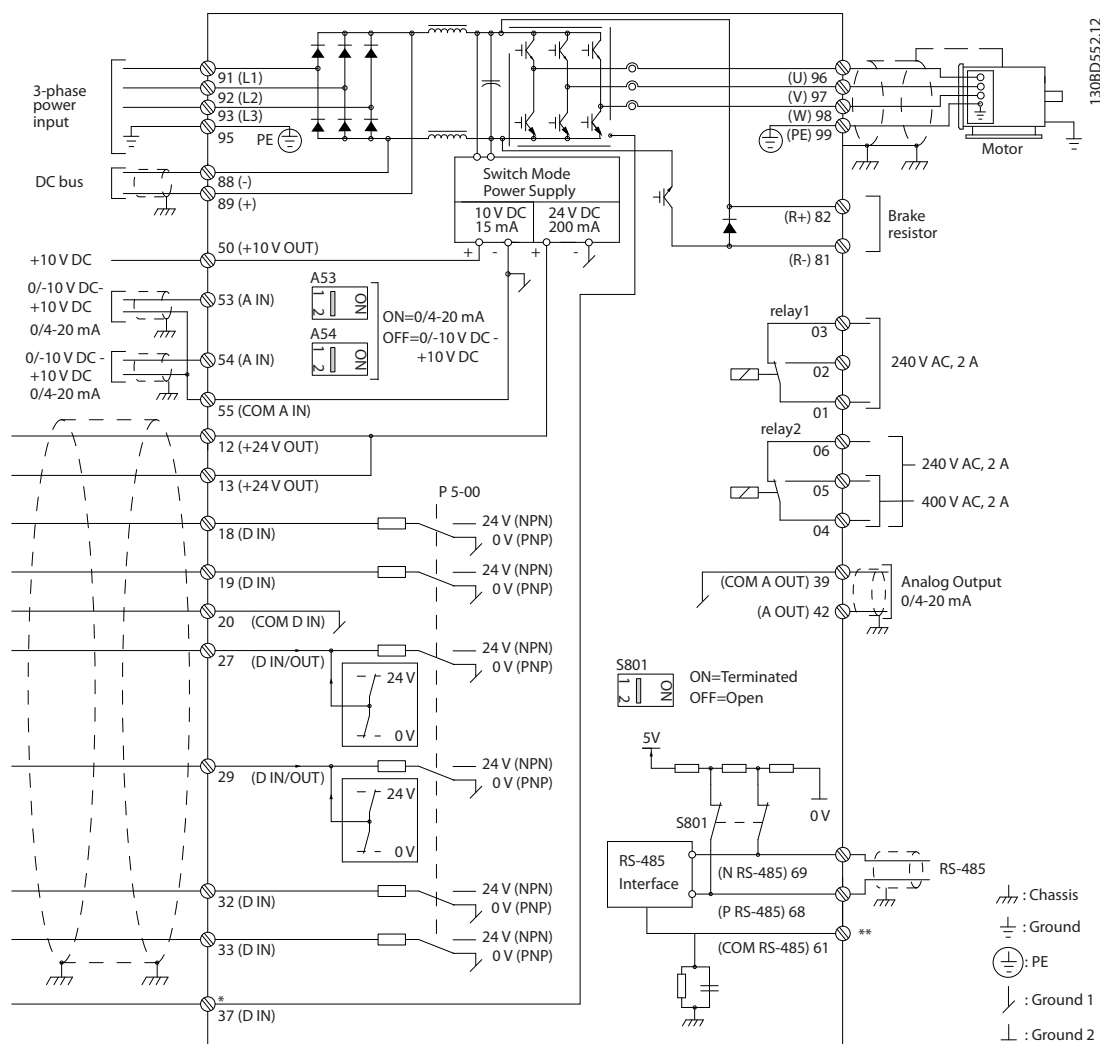 130BD552.12
3-phase
power
input
91 (L1)
92 (L2)
93 (L3)
95
PE
DC bus
88 (-)
89 (+)
Switch Mode
Power Supply
10 V DC
15 mA
24 V DC
200 mA
+ - + -
(U) 96
(V) 97
(W) 98
(PE) 99
Motor
(R+) 82
Brake
resistor
(R-) 81
+10 V DC
50 (+10 V OUT)
0/-10 V DC-
+10 V DC
0/4-20 mA
53 (A IN)
0/-10 V DC -
+10 V DC
0/4-20 mA
54 (A IN)
55 (COM A IN)
A53
1 2
ON
A54
1 2
ON
ON=0/4-20 mA
OFF=0/-10 V DC -
+10 V DC
12 (+24 V OUT)
13 (+24 V OUT)
P 5-00
18 (D IN)
24 V (NPN)
0 V (PNP)
19 (D IN)
24 V (NPN)
0 V (PNP)
20 (COM D IN)
27 (D IN/OUT)
24 V (NPN)
0 V (PNP)
24 V
0 V
29 (D IN/OUT)
24 V (NPN)
0 V (PNP)
24 V
0 V
32 (D IN)
24 V (NPN)
0 V (PNP)
33 (D IN)
24 V (NPN)
0 V (PNP)
*
37 (D IN)
relay1
03
02
01
240 V AC, 2 A
relay2
06
05
04
240 V AC, 2 A
400 V AC, 2 A
(COM A OUT) 39
(A OUT) 42
Analog Output
0/4-20 mA
S801
1 2
ON
ON=Terminated
OFF=Open
5V
0 V
S801
RS-485
Interface
(N RS-485) 69
(P RS-485) 68
(COM RS-485) 61
RS-485
**
: Chassis
: Ground
: PE
: Ground 1
: Ground 2